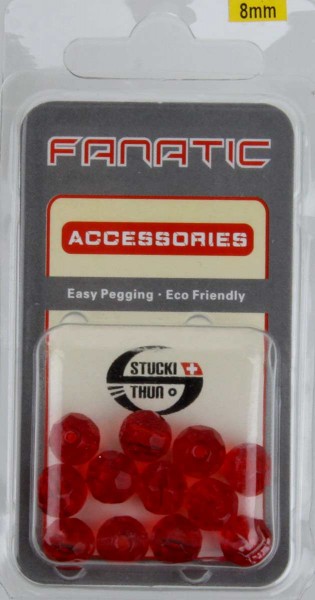 8mm
FANATIC
ACCESSORIES
Easy Pegging · Eco Friendly
STUCKI
THUN